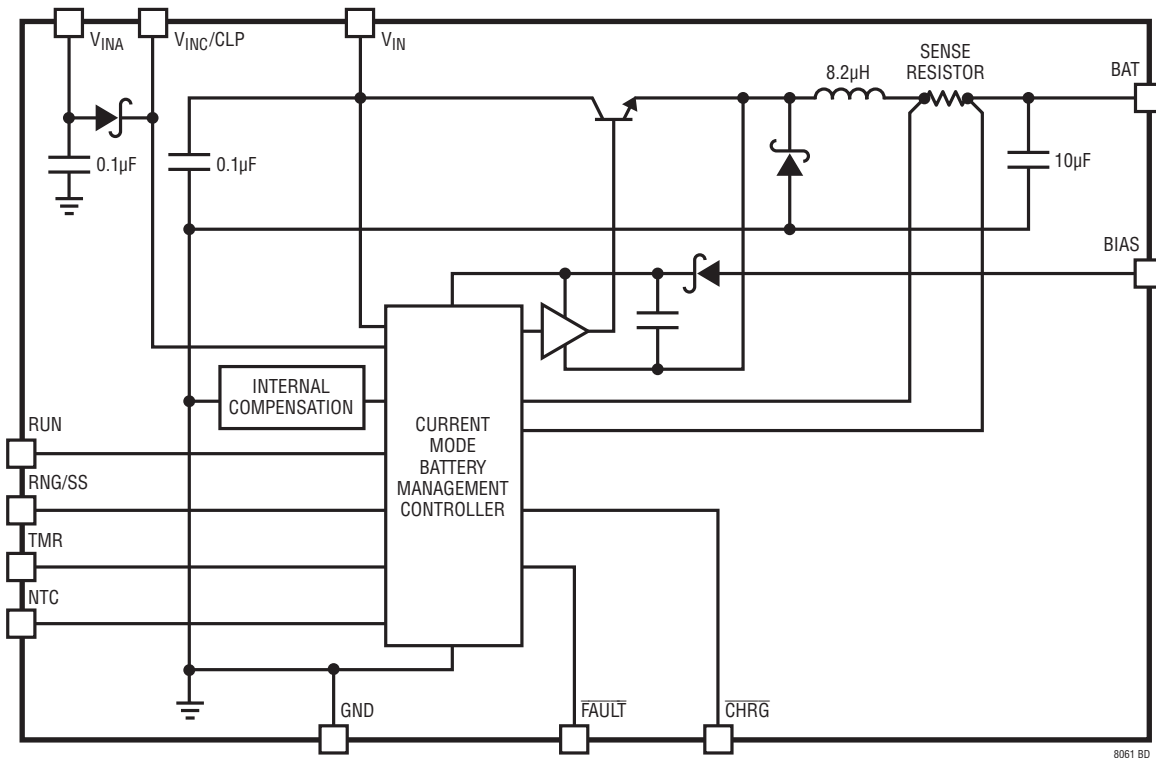 VINA
VINC/CLP
VIN
0.1µF
0.1µF
8.2µH
SENSE
RESISTOR
BAT
10µF
BIAS
INTERNAL
COMPENSATION
CURRENT
MODE
BATTERY
MANAGEMENT
CONTROLLER
RUN
RNG/SS
TMR
NTC
GND
FAULT
CHRG
8061 BD